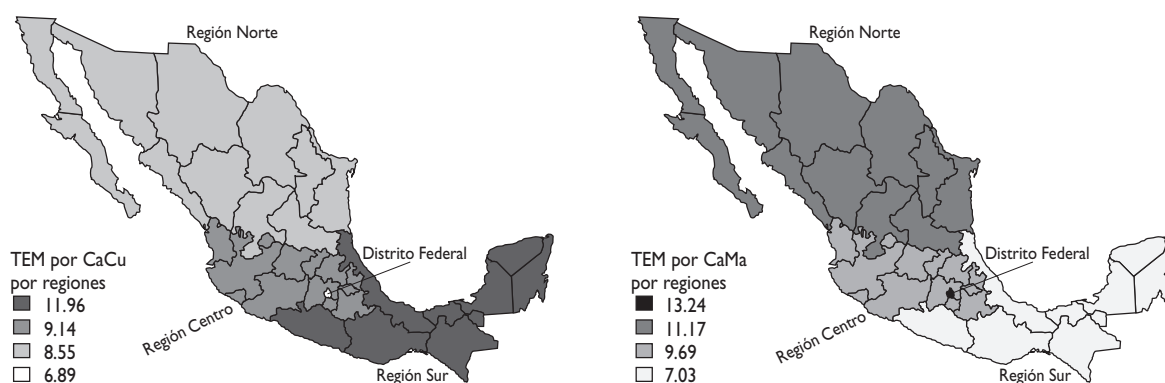 Región Norte
Distrito Federal
TEM por CaCu
por regiones
11.96
9.14
8.55
6.89
Región Centro
Región Sur
Región Norte
Distrito Federal
TEM por CaMa
por regiones
13.24
11.17
9.69
7.03
Región Centro
Región Sur